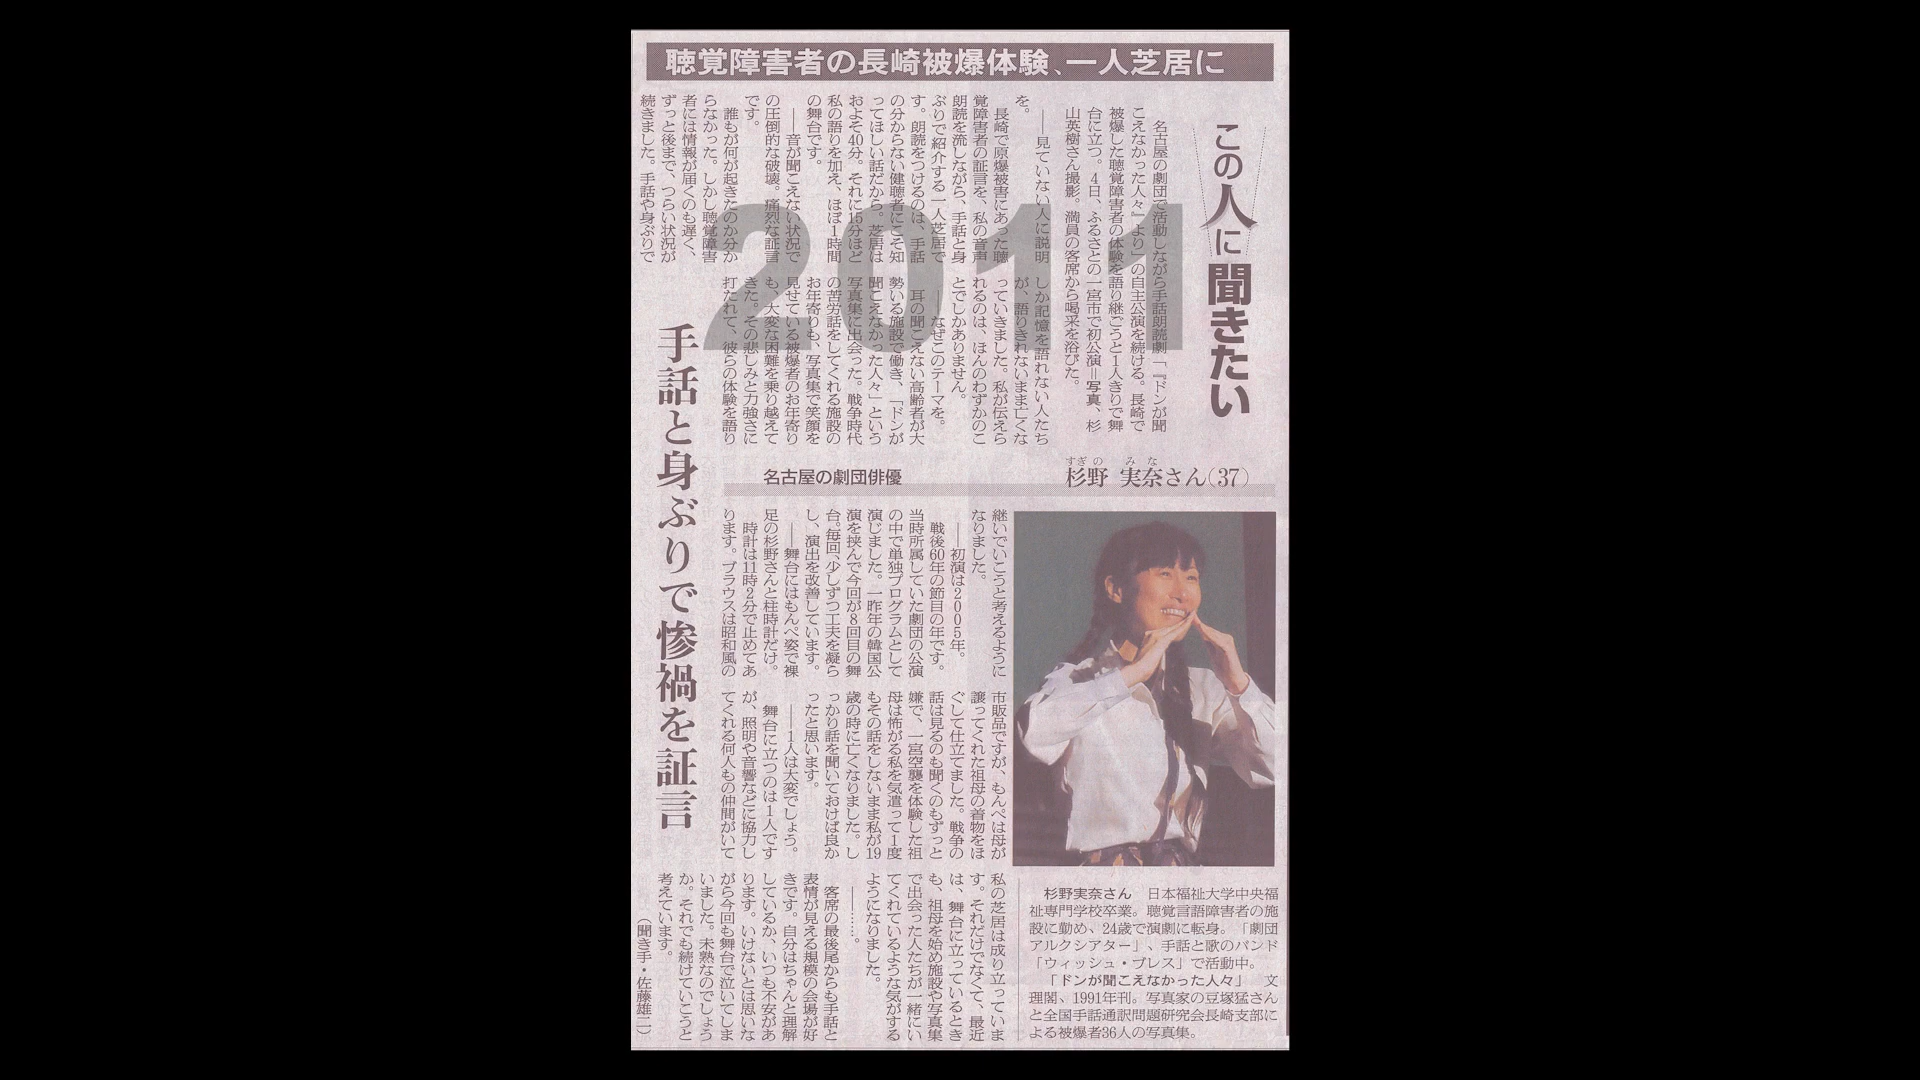 聴覚障害者の長崎被爆体験、一人芝居に
この人に聞きたい
2011
名古屋の劇団で活動しながら手話朗読劇「『ドンが聞
こえなかった人々』より」の自主公演を続ける。長崎で
被爆した聴覚障害者の体験を語り継ごうと1人きりで舞
台に立つ。4日、ふるさとの一宮市で初公演＝写真、杉
山英樹さん撮影。満員の客席から喝采を浴びた。
すぎの みな
杉野 実奈さん(37)
名古屋の劇団俳優
手話と身ぶりで惨禍を証言
――見ていない人に説明
を。
長崎で原爆被害にあった聴
覚障害者の証言を、私の音声
朗読を流しながら、手話と身
ぶりで紹介する一人芝居で
す。朗読をつけるのは、手話
の分からない健聴者にこそ知
ってほしい話だから。芝居は
およそ40分。それに15分ほど
私の語りを加え、ほぼ1時間
の舞台です。
――音が聞こえない状況で
の圧倒的な破壊。痛烈な証言
です。
誰もが何が起きたのか分か
らなかった。しかし聴覚障害
者には情報が届くのも遅く、
ずっと後まで、つらい状況が
続きました。手話や身ぶりで
しか記憶を語れない人たち
が、語りきれないまま亡くな
っていきました。私が伝えら
れるのは、ほんのわずかのこ
とでしかありません。
――なぜこのテーマを。
耳の聞こえない高齢者が大
勢いる施設で働き、「ドンが
聞こえなかった人々」という
写真集に出会った。戦争時代
の苦労話をしてくれる施設の
お年寄りも、写真集で笑顔を
見せている被爆者のお年寄り
も、大変な困難を乗り越えて
きた。その悲しみと力強さに
打たれて、彼らの体験を語り
継いでいこうと考えるように
なりました。
――初演は2005年。
戦後60年の節目の年です。
当時所属していた劇団の公演
の中で単独プログラムとして
演じました。一昨年の韓国公
演を挟んで今回が8回目の舞
台。毎回、少しずつ工夫を凝ら
し、演出を改善しています。
――舞台にはもんぺ姿で裸
足の杉野さんと柱時計だけ。
時計は11時2分で止めてあ
ります。ブラウスは昭和風の
市販品ですが、もんぺは母が
譲ってくれた祖母の着物をほ
ぐして仕立てました。戦争の
話は見るのも聞くのもずっと
嫌で、一宮空襲を体験した祖
母は怖がる私を気遣って1度
もその話をしないまま私が19
歳の時に亡くなりました。し
っかり話を聞いておけば良か
ったと思います。
――1人は大変でしょう。
舞台に立つのは1人です
が、照明や音響などに協力し
てくれる何人もの仲間がいて
私の芝居は成り立っていま
す。それだけでなくて、最近
は、舞台に立っているとき
も、祖母を始め施設や写真集
で出会った人たちが一緒にい
てくれているような気がする
ようになりました。
――……。
客席の最後尾からも手話と
表情が見える規模の会場が好
きです。自分はちゃんと理解
しているか、いつも不安があ
ります。いけないとは思いな
がら今回も舞台で泣いてしま
いました。未熟なのでしょう
か。それでも続けていこうと
考えています。
（聞き手・佐藤雄二）
杉野実奈さん 日本福祉大学中央福
祉専門学校卒業。聴覚言語障害者の施
設に勤め、24歳で演劇に転身。「劇団
アルクシアター」、手話と歌のバンド
「ウィッシュ・ブレス」で活動中。
「ドンが聞こえなかった人々」 文
理閣、1991年刊。写真家の豆塚猛さん
と全国手話通訳問題研究会長崎支部に
よる被爆者36人の写真集。